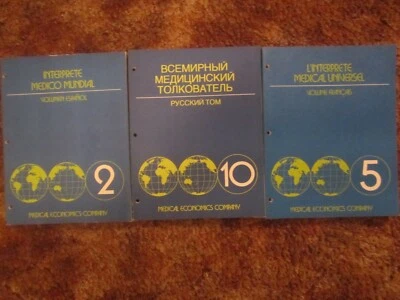 INTERPRETE
MEDICO MUNDIAL
VOLUMEN ESPAÑOL
2
MEDICAL ECONOMICS COMPANY
ВСЕМИРНЫЙ
МЕДИЦИНСКИЙ
ТОЛКОВАТЕЛЬ
РУССКИЙ ТОМ
10
MEDICAL ECONOMICS COMPANY
L'INTERPRETE
MEDICAL UNIVERSEL
VOLUME FRANÇAIS
5
MEDICAL ECONOMICS COMPANY